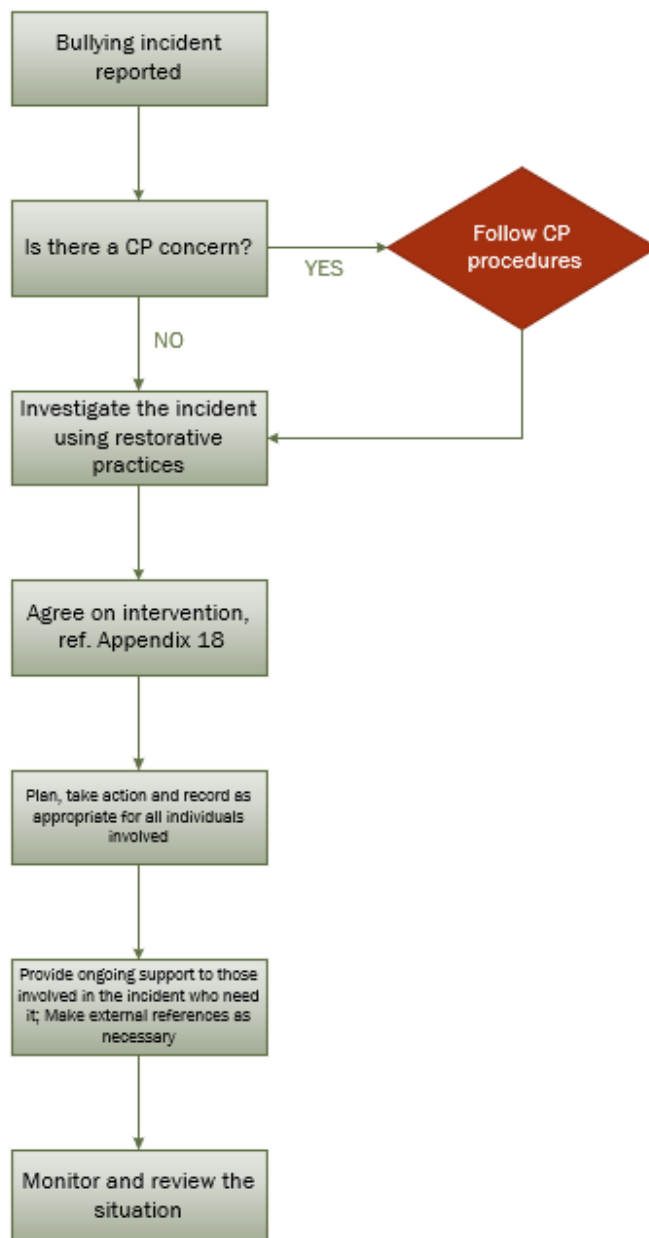 Bullying incident
reported
Is there a CP concern?
YES
Follow CP
procedures
NO
Investigate the incident
using restorative
practices
Agree on intervention,
ref. Appendix 18
Plan, take action and record as
appropriate for all individuals
involved
Provide ongoing support to those
involved in the incident who need
it; Make external references as
necessary
Monitor and review the
situation